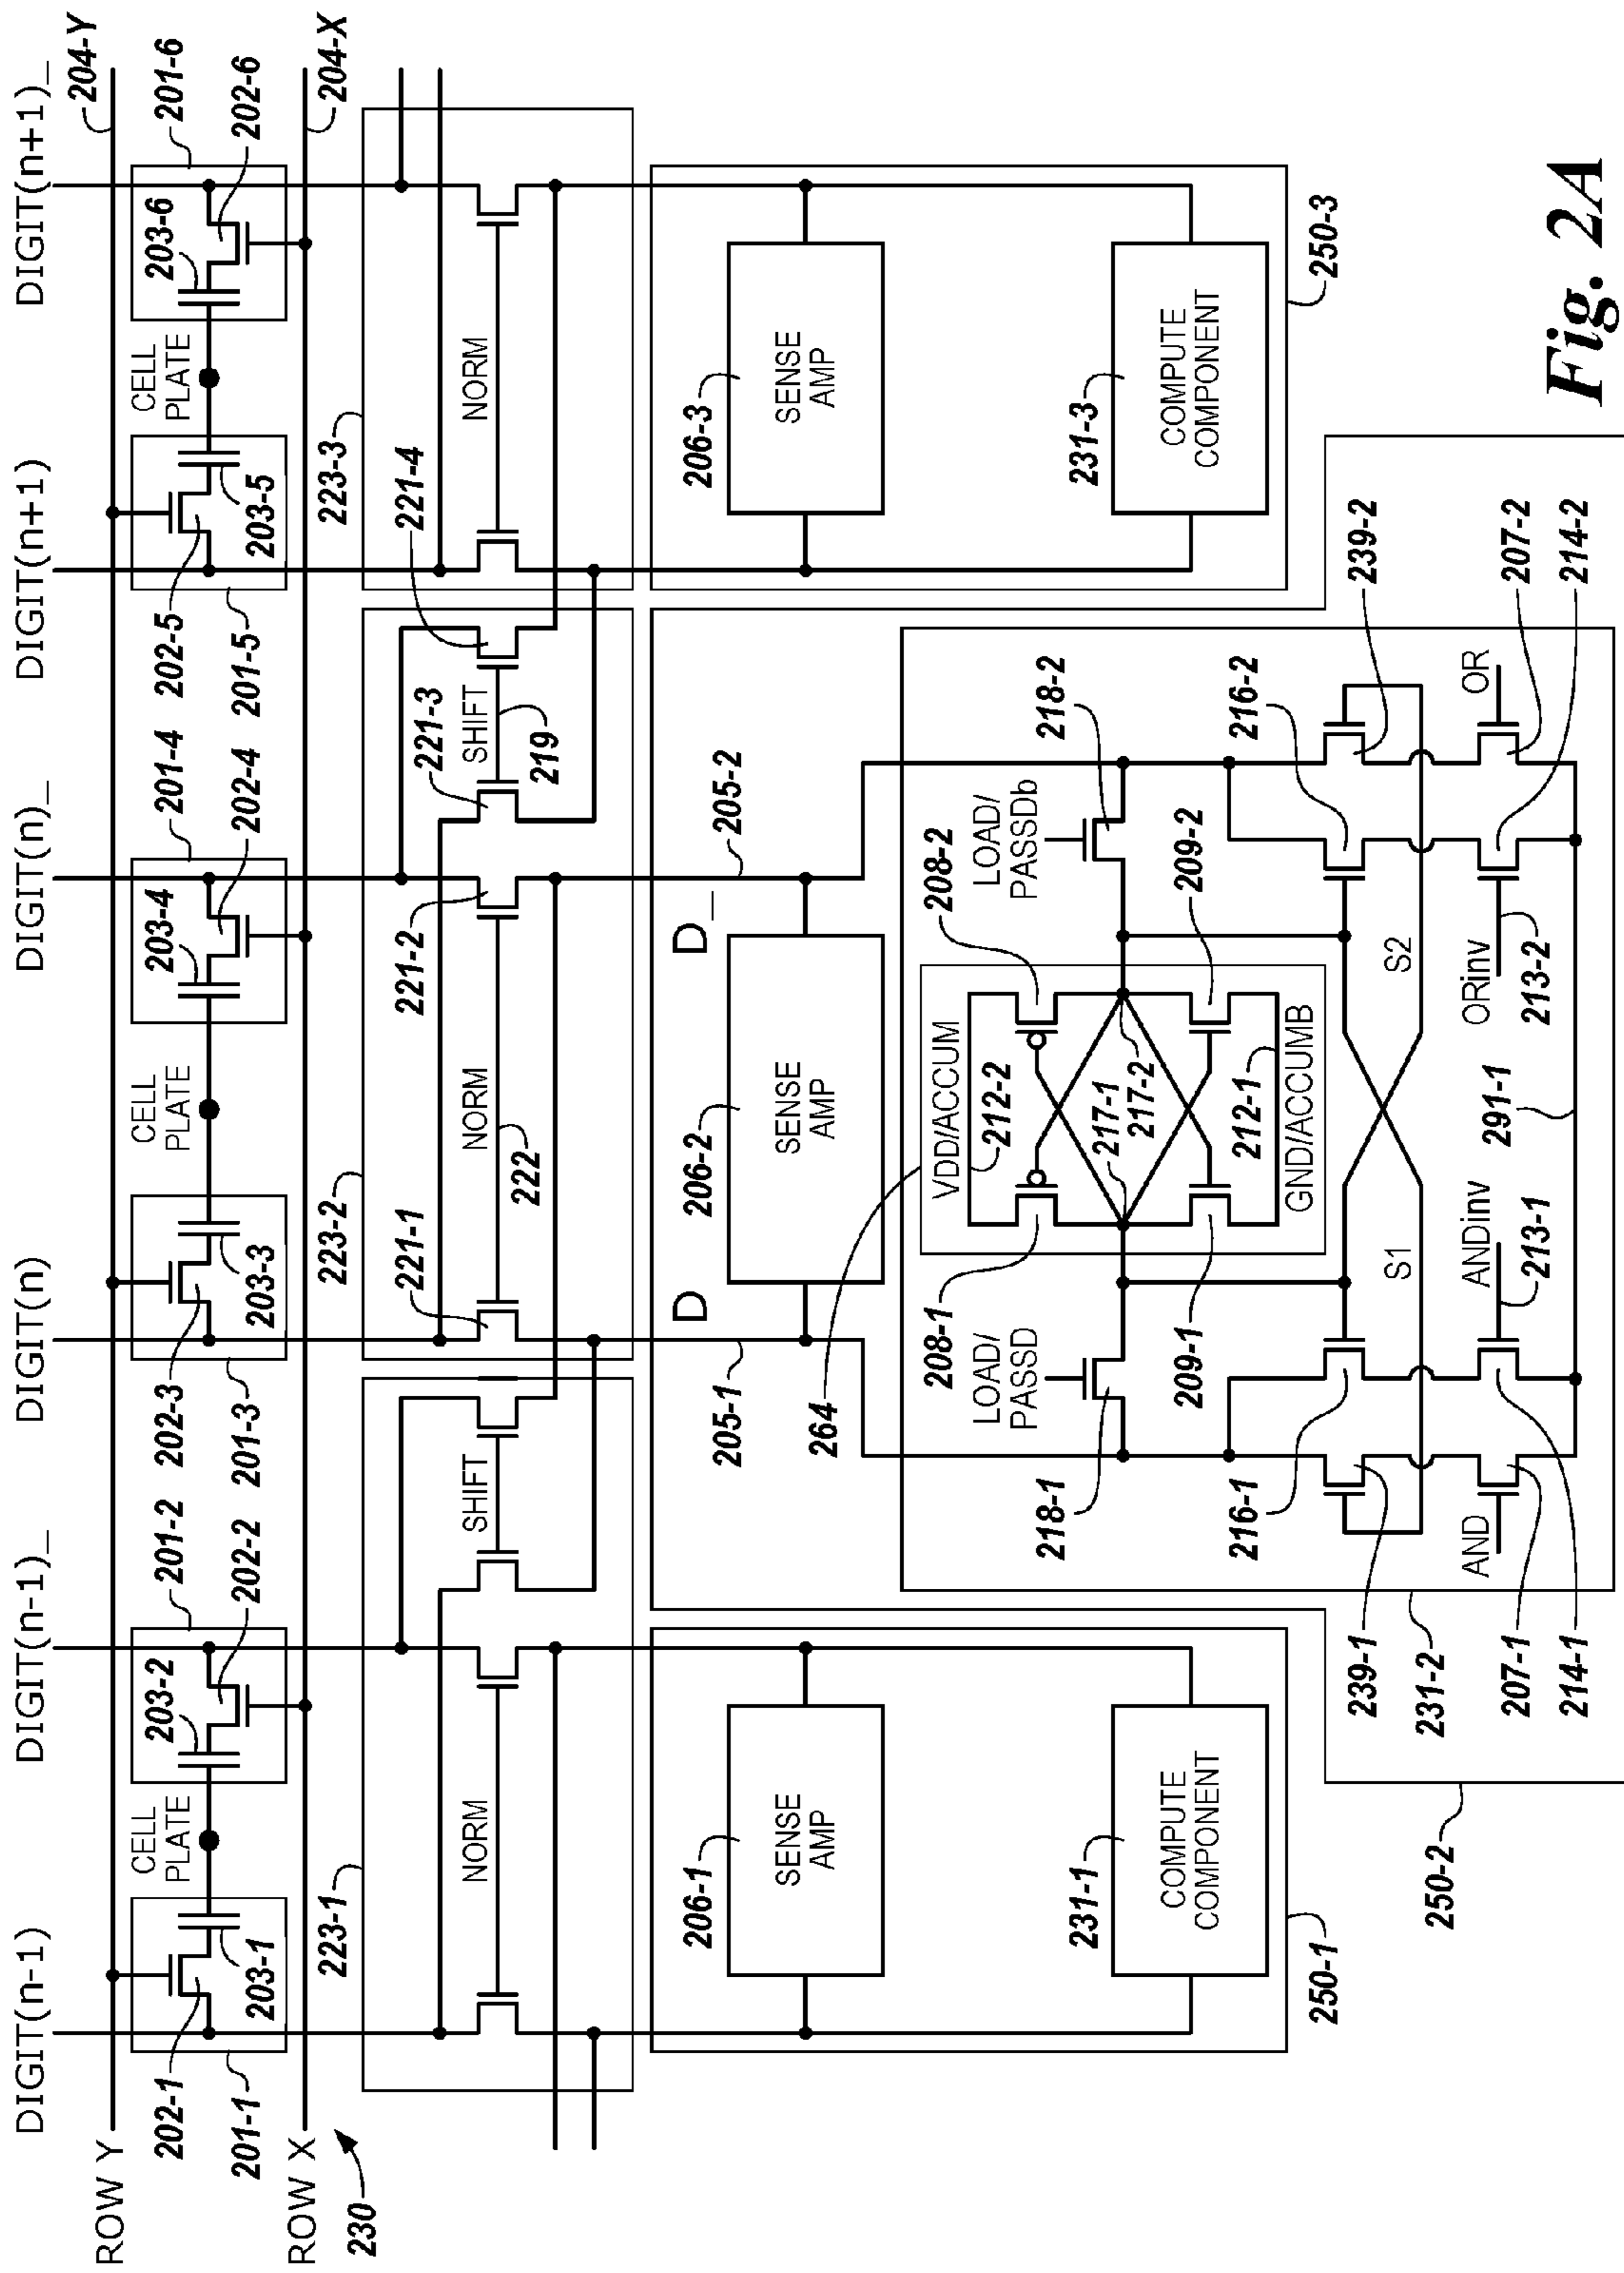 DIGIT(n-1)
DIGIT(n-1)_
DIGIT(n)
DIGIT(n)_
DIGIT(n+1)
DIGIT(n+1)_
ROW Y
204-Y
202-1
203-1
201-1
CELL
PLATE
203-2
201-2
202-2
202-3
203-3
201-3
CELL
PLATE
203-4
201-4
202-4
202-5
203-5
201-5
CELL
PLATE
203-6
201-6
202-6
ROW X
204-X
230
223-1
NORM
SHIFT
223-2
221-1
NORM
222
221-2
221-3
SHIFT
219
221-4
223-3
NORM
206-1
SENSE
AMP
205-1
D
206-2
SENSE
AMP
D_
205-2
206-3
SENSE
AMP
231-1
COMPUTE
COMPONENT
250-1
231-3
COMPUTE
COMPONENT
250-3
264
208-1
LOAD/
PASSD
218-1
209-1
VDD/ACCUM
212-2
217-1
217-2
212-1
GND/ACCUMB
208-2
LOAD/
PASSDb
218-2
209-2
216-1
216-2
S1
S2
239-1
239-2
231-2
AND
ANDinv
213-1
ORinv
213-2
OR
207-1
207-2
214-1
214-2
291-1
250-2
Fig. 2A